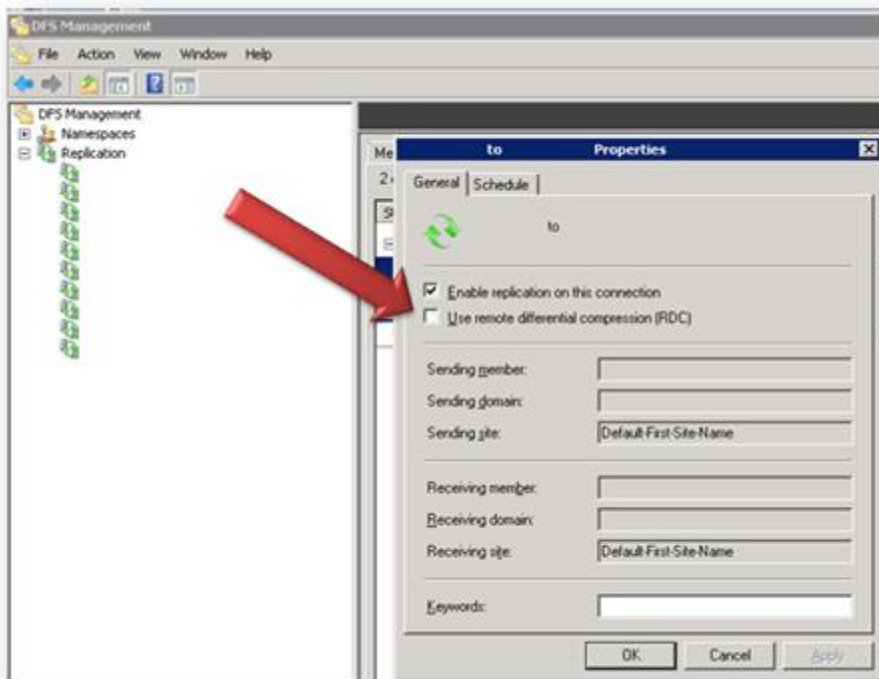 DFS Management
File Action View Window Help
DFS Management
Namespaces
Replication
Me
to Properties
General Schedule
to
Enable replication on this connection
Use remote differential compression (RDC)
Sending member:
Sending domain:
Sending site: Default-First-Site-Name
Receiving member:
Receiving domain:
Receiving site: Default-First-Site-Name
Keywords:
OK Cancel Apply